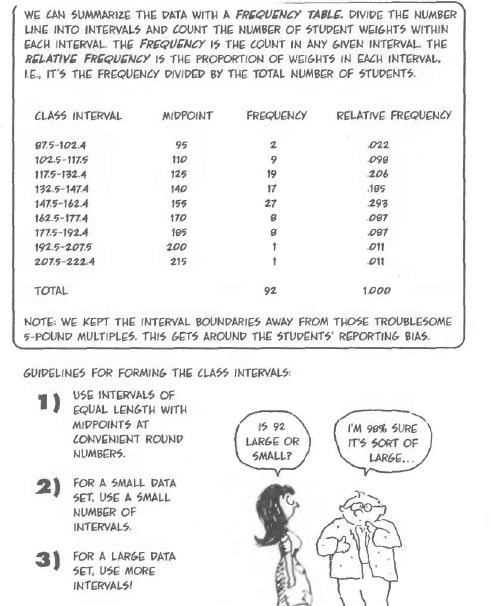 WE CAN SUMMARIZE THE DATA WITH A FREQUENCY TABLE. DIVIDE THE NUMBER
LINE INTO INTERVALS AND COUNT THE NUMBER OF STUDENT WEIGHTS WITHIN
EACH INTERVAL. THE FREQUENCY IS THE COUNT IN ANY GIVEN INTERVAL. THE
RELATIVE FREQUENCY IS THE PROPORTION OF WEIGHTS IN EACH INTERVAL,
I.E., IT'S THE FREQUENCY DIVIDED BY THE TOTAL NUMBER OF STUDENTS.
CLASS INTERVAL MIDPOINT FREQUENCY RELATIVE FREQUENCY
87.5-102.4 95 2 .022
102.5-117.5 110 9 .098
117.5-132.4 125 19 .206
132.5-147.4 140 17 .185
147.5-162.4 155 27 .293
162.5-177.4 170 8 .087
177.5-192.4 185 8 .087
192.5-207.5 200 1 .011
207.5-222.4 215 1 .011
TOTAL 92 1.000
NOTE: WE KEPT THE INTERVAL BOUNDARIES AWAY FROM THOSE TROUBLESOME
5-POUND MULTIPLES. THIS GETS AROUND THE STUDENTS' REPORTING BIAS.
GUIDELINES FOR FORMING THE CLASS INTERVALS:
1) USE INTERVALS OF
EQUAL LENGTH WITH
MIDPOINTS AT
CONVENIENT ROUND
NUMBERS.
2) FOR A SMALL DATA
SET, USE A SMALL
NUMBER OF
INTERVALS.
3) FOR A LARGE DATA
SET, USE MORE
INTERVALS!
IS 92
LARGE OR
SMALL?
I'M 98% SURE
IT'S SORT OF
LARGE...